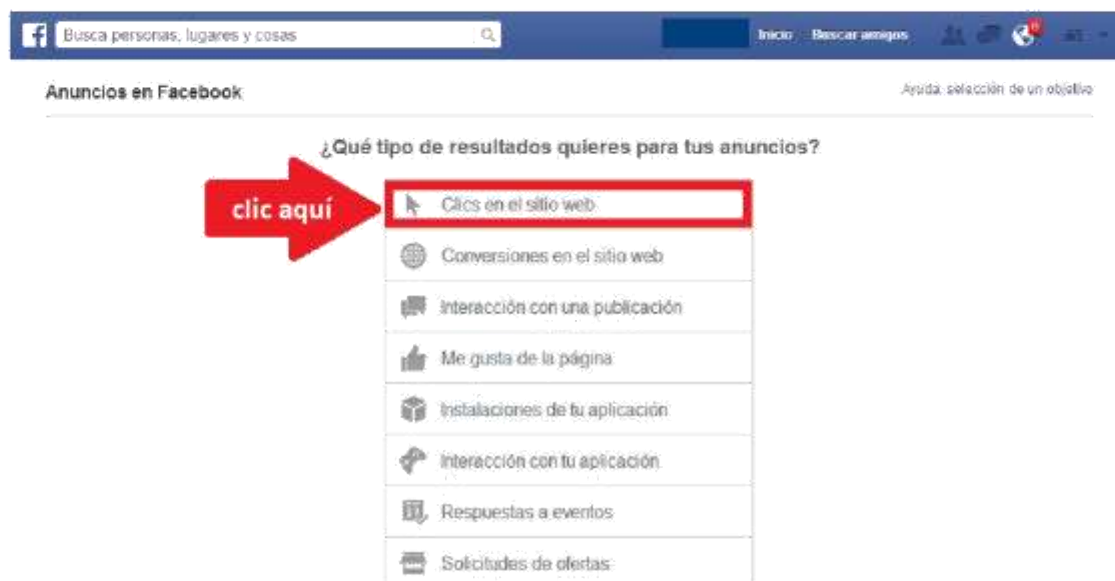 f
Busca personas, lugares y cosas
Inicio Buscar amigos
Anuncios en Facebook
Ayuda: selección de un objetivo
¿Qué tipo de resultados quieres para tus anuncios?
clic aquí
Clics en el sitio web
Conversiones en el sitio web
Interacción con una publicación
Me gusta de la página
Instalaciones de tu aplicación
Interacción con tu aplicación
Respuestas a eventos
Solicitudes de ofertas